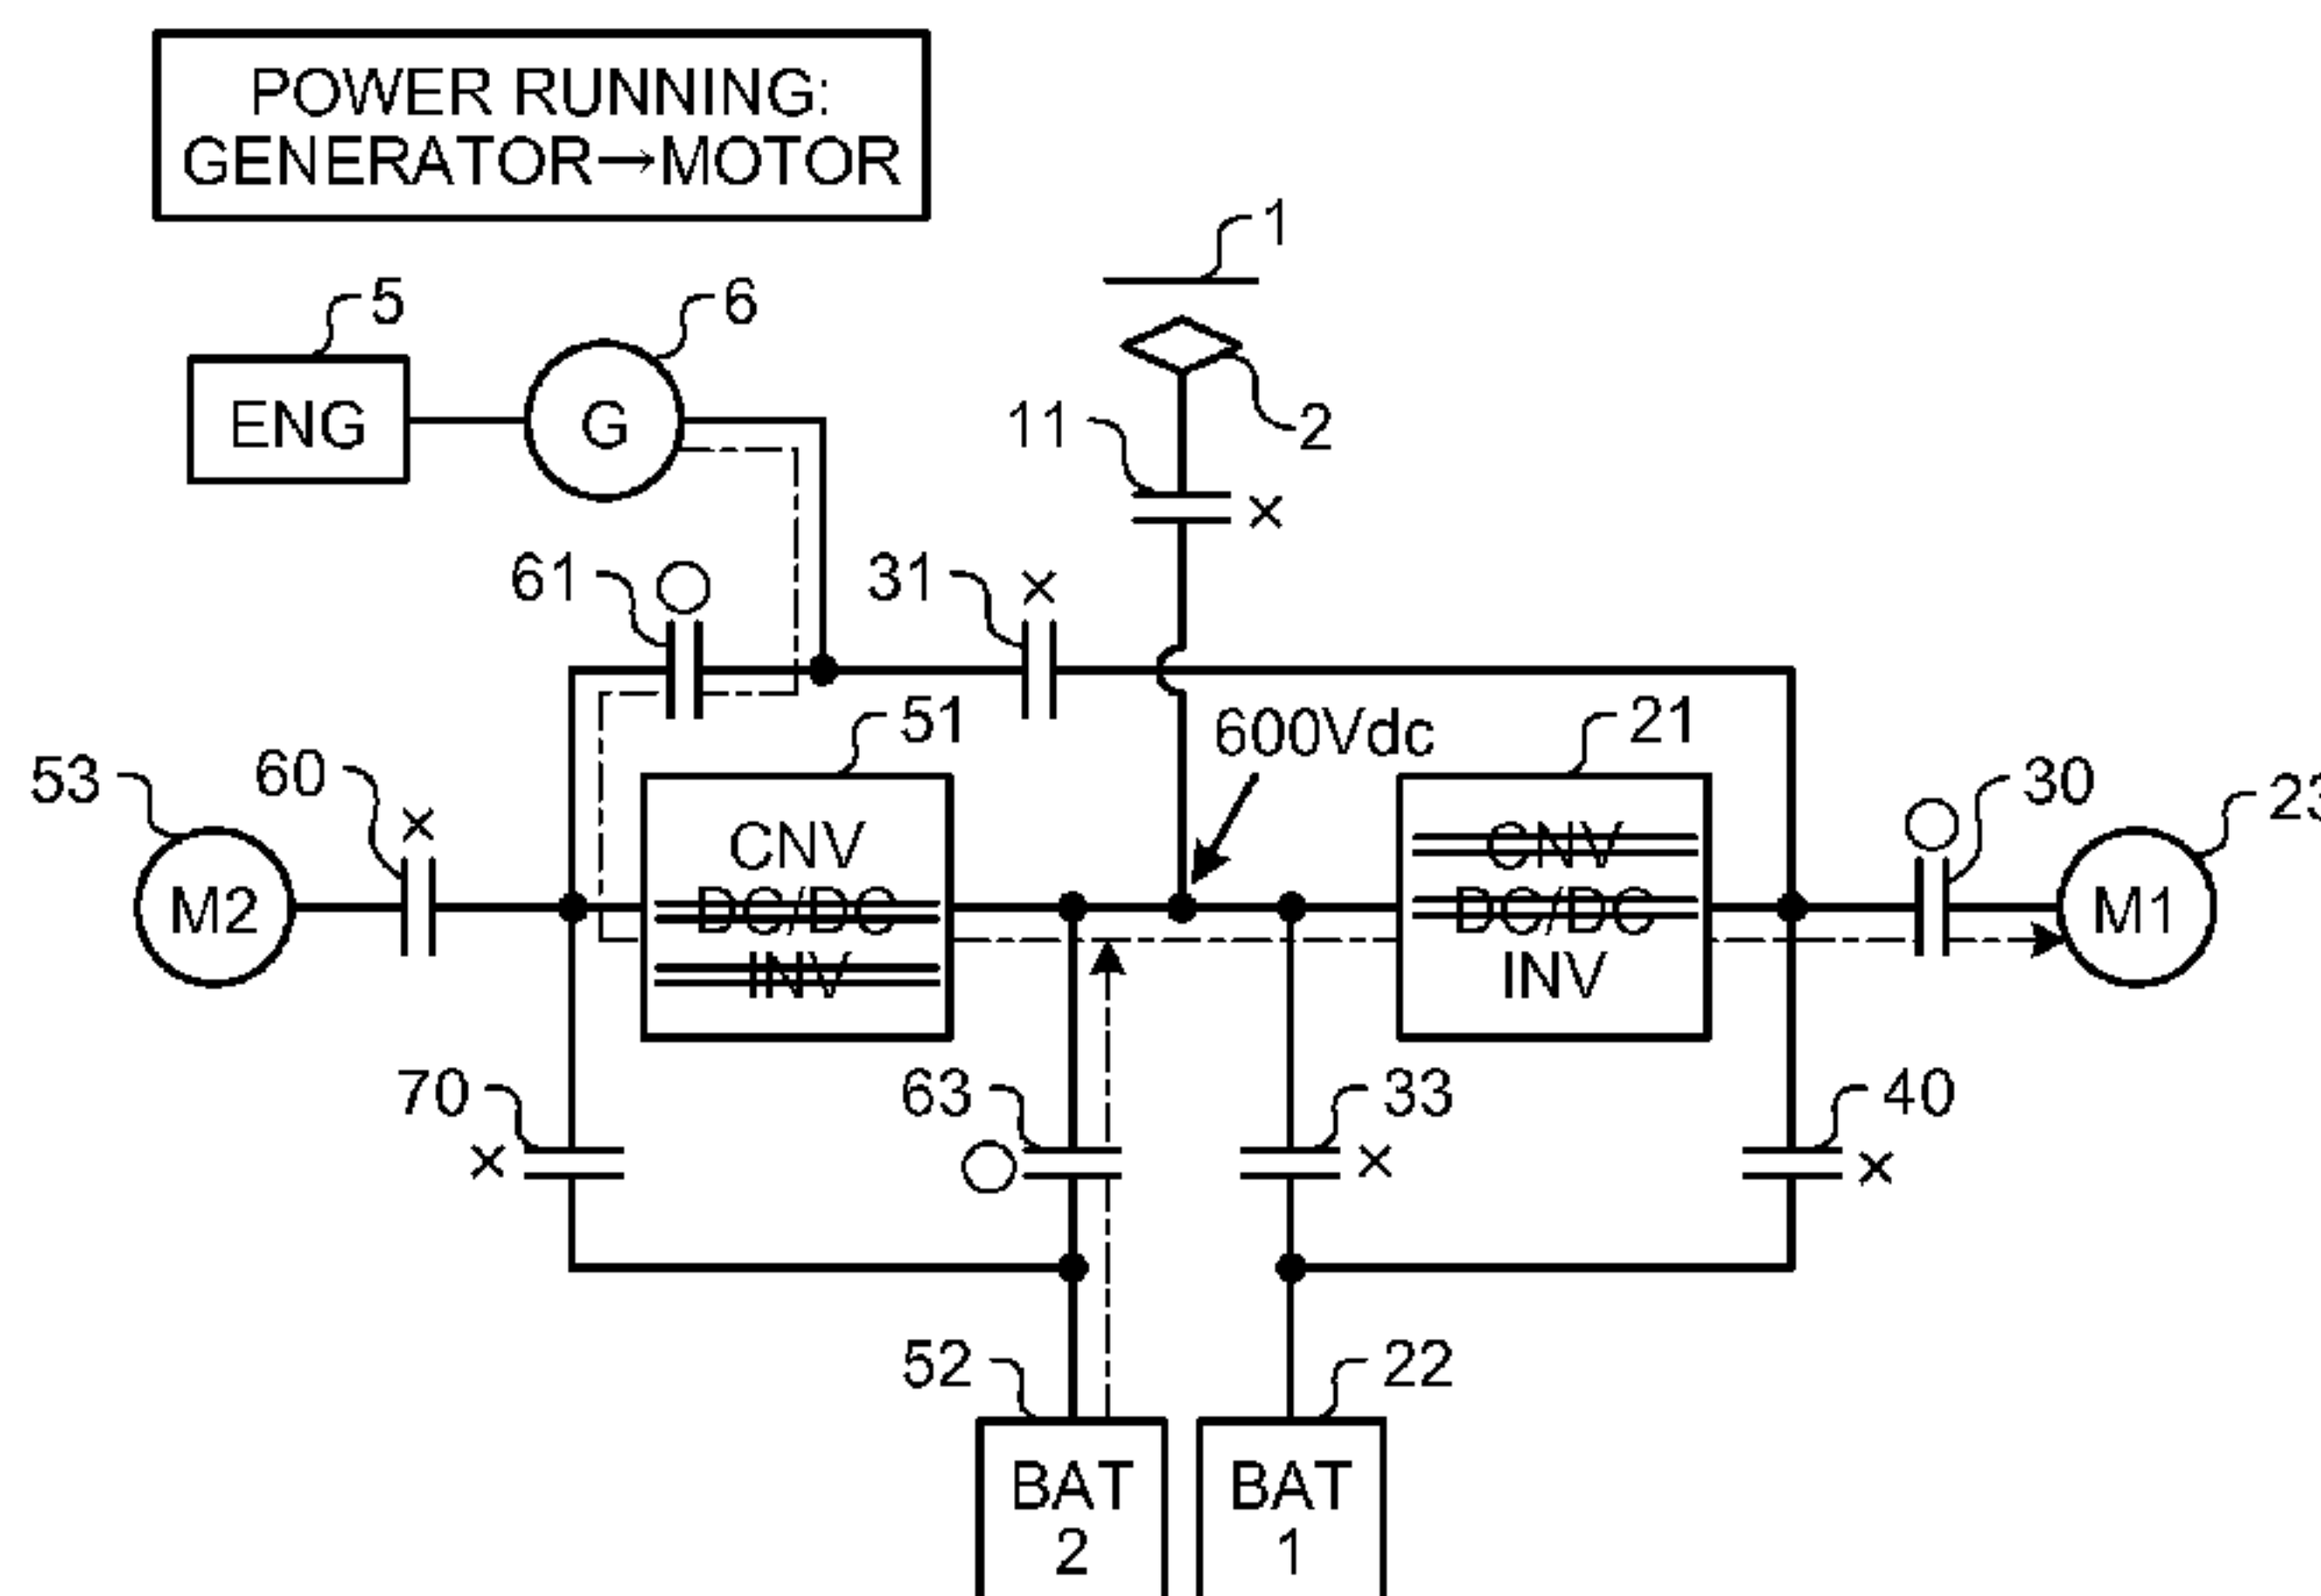 POWER RUNNING:
GENERATOR→MOTOR
1
5
6
ENG
G
2
11
×
61
○
31
×
51
600Vdc
21
53
60
×
30
○
23
M2
CNV
DC/DC
INV
CNV
DC/DC
INV
M1
70
×
63
○
33
×
40
×
52
22
BAT
2
BAT
1